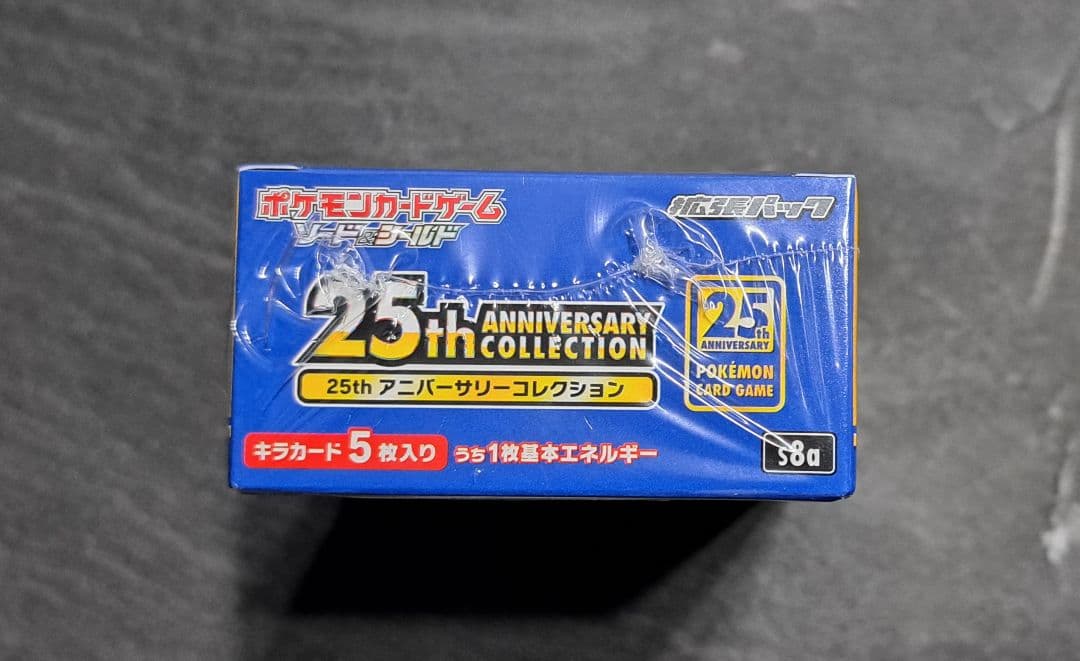 ポケモンカードゲーム
ソード&シールド
拡張パック
25th ANNIVERSARY COLLECTION
25th アニバーサリーコレクション
25th
ANNIVERSARY
POKÉMON
CARD GAME
キラカード5枚入り うち1枚基本エネルギー
s8a